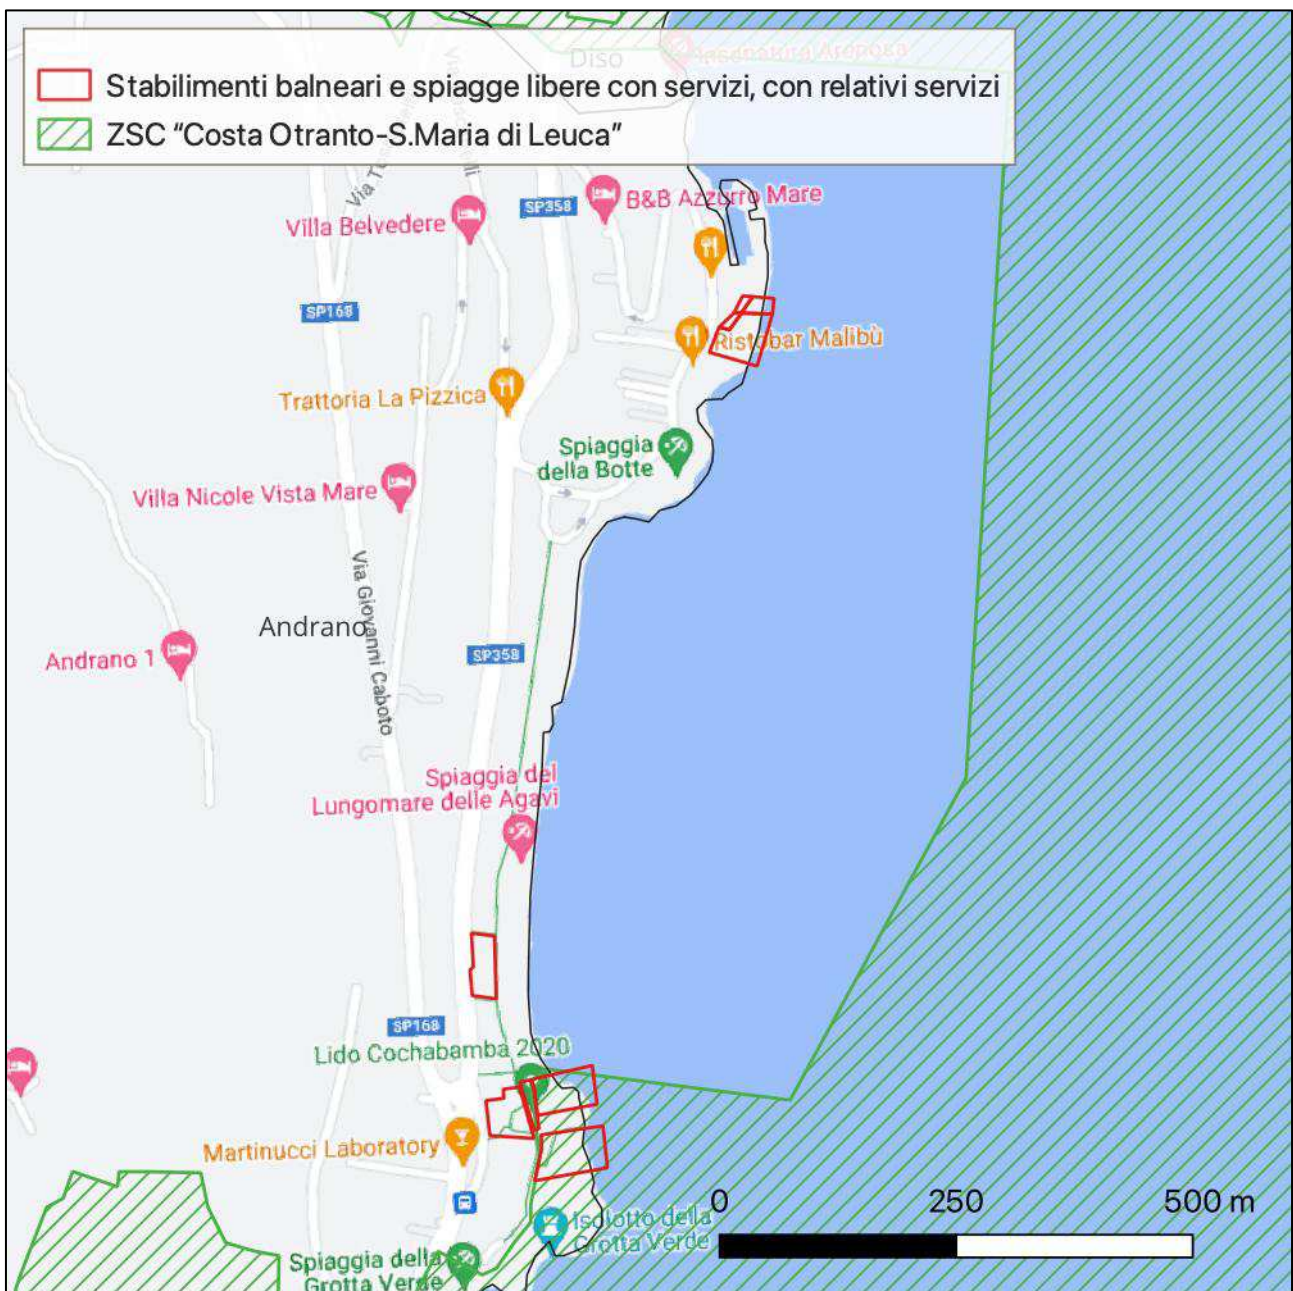 Diso
Insenatura Acquosa
Stabilimenti balneari e spiagge libere con servizi, con relativi servizi
ZSC “Costa Otranto-S.Maria di Leuca”
B&B Azzurro Mare
SP358
Villa Belvedere
SP168
Ristobar Malibù
Trattoria La Pizzica
Spiaggia
della Botte
Villa Nicole Vista Mare
Via Giovanni Caboto
Andrano
SP358
Andrano 1
Spiaggia del
Lungomare delle Agavi
SP168
Lido Cochabamba 2020
Martinucci Laboratory
0 250 500 m
Isolotto della
Grotta Verde
Spiaggia della
Grotta Verde